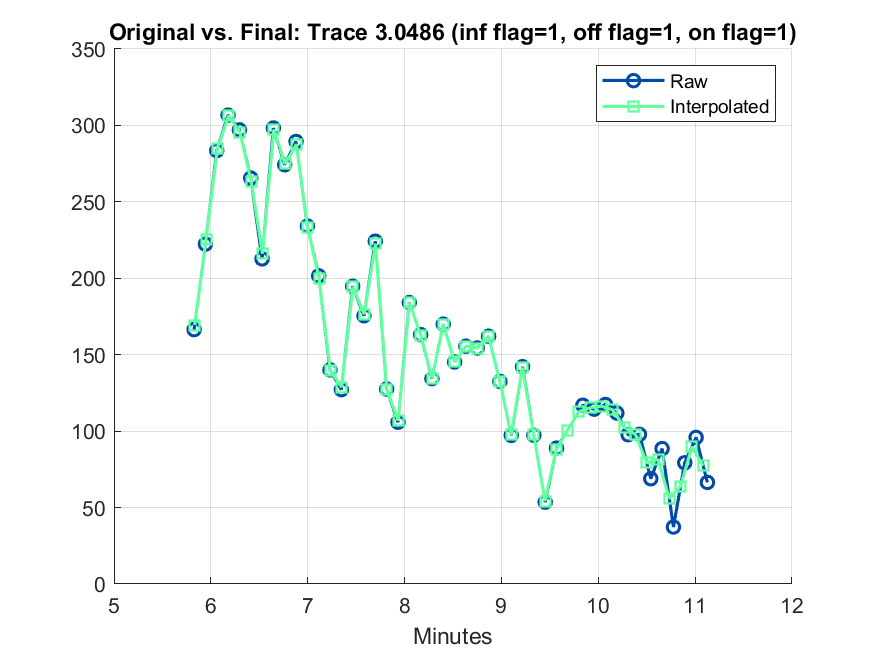 Original vs. Final: Trace 3.0486 (inf flag=1, off flag=1, on flag=1)
350
300
250
200
150
100
50
0
Raw
Interpolated
5 6 7 8 9 10 11 12
Minutes